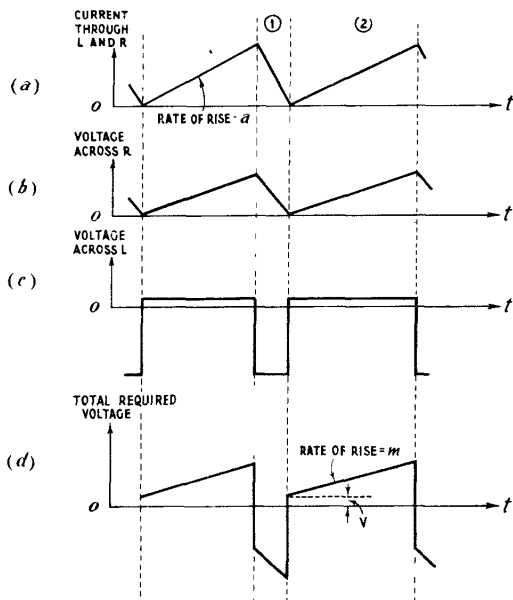 CURRENT
THROUGH
L AND R
① ②
(a)
o
t
RATE OF RISE = a
VOLTAGE
ACROSS R
(b)
o
t
VOLTAGE
ACROSS L
(c)
o
t
TOTAL REQUIRED
VOLTAGE
(d)
RATE OF RISE = m
o
V
t